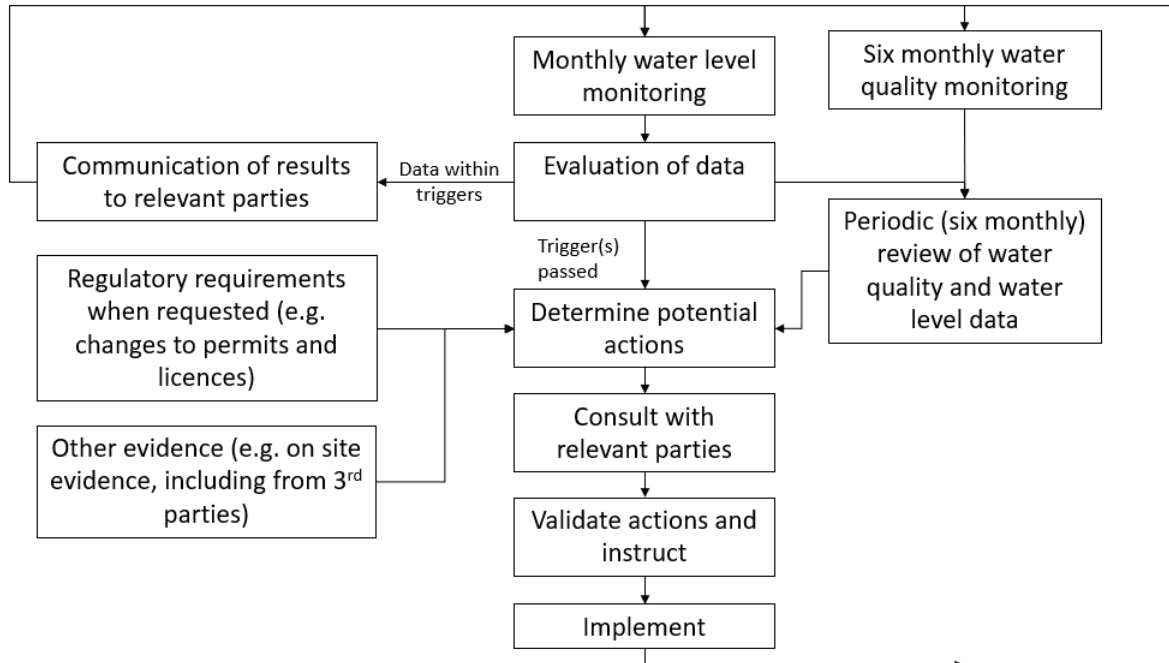 Monthly water level
monitoring
Six monthly water
quality monitoring
Communication of results
to relevant parties
Data within
triggers
Evaluation of data
Periodic (six monthly)
review of water
quality and water
level data
Trigger(s)
passed
Regulatory requirements
when requested (e.g.
changes to permits and
licences)
Determine potential
actions
Consult with
relevant parties
Other evidence (e.g. on site
evidence, including from 3rd
parties)
Validate actions and
instruct
Implement